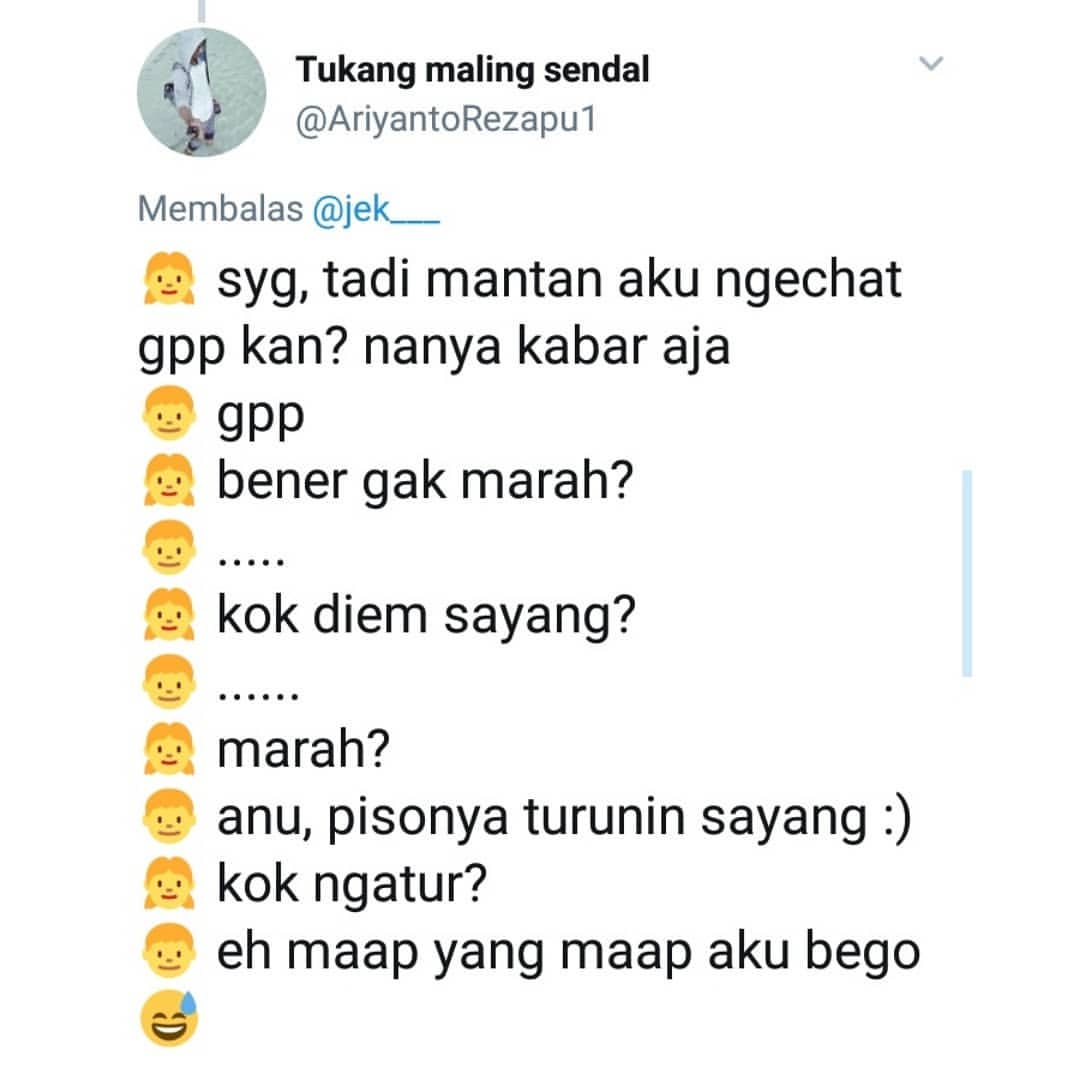 Tukang maling sendal
@AriyantoRezapu1
Membalas @jek___
👧 syg, tadi mantan aku ngechat
gpp kan? nanya kabar aja
👦 gpp
👧 bener gak marah?
👦 .....
👧 kok diem sayang?
👦 ......
👧 marah?
👦 anu, pisonya turunin sayang :)
👧 kok ngatur?
👦 eh maap yang maap aku bego
😅